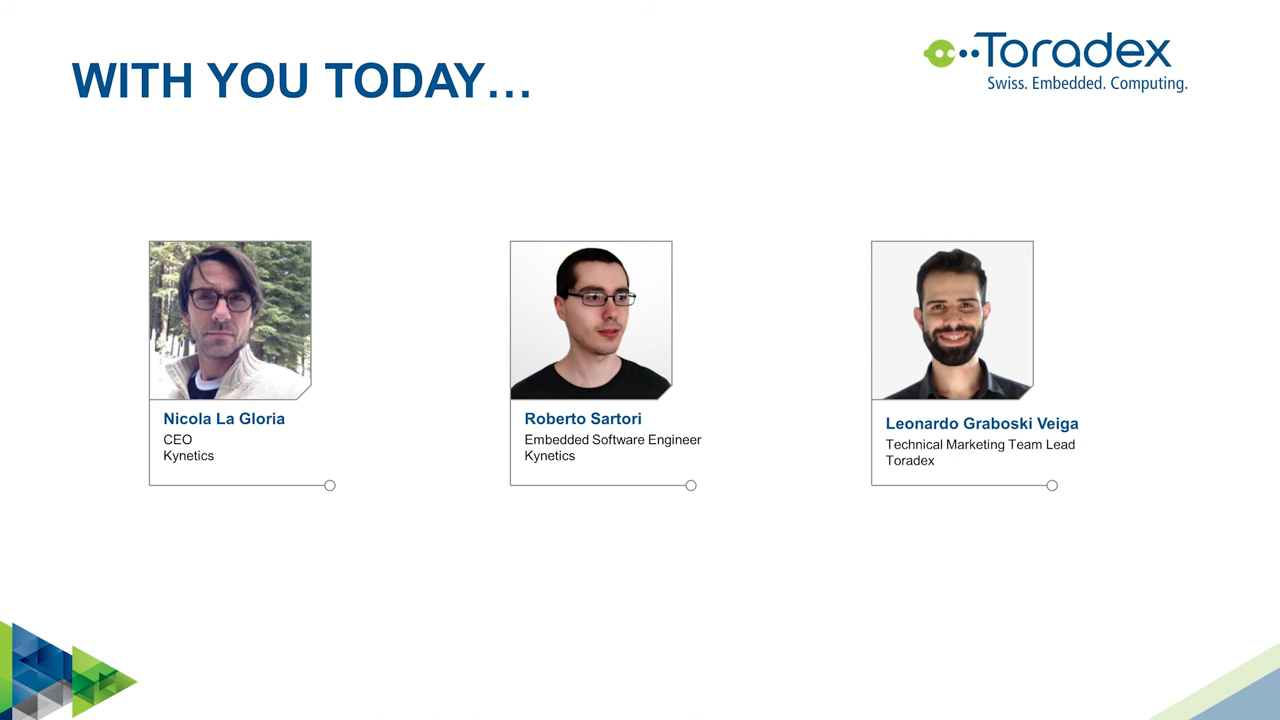 WITH YOU TODAY…
Toradex
Swiss. Embedded. Computing.
Nicola La Gloria
CEO
Kynetics
Roberto Sartori
Embedded Software Engineer
Kynetics
Leonardo Graboski Veiga
Technical Marketing Team Lead
Toradex